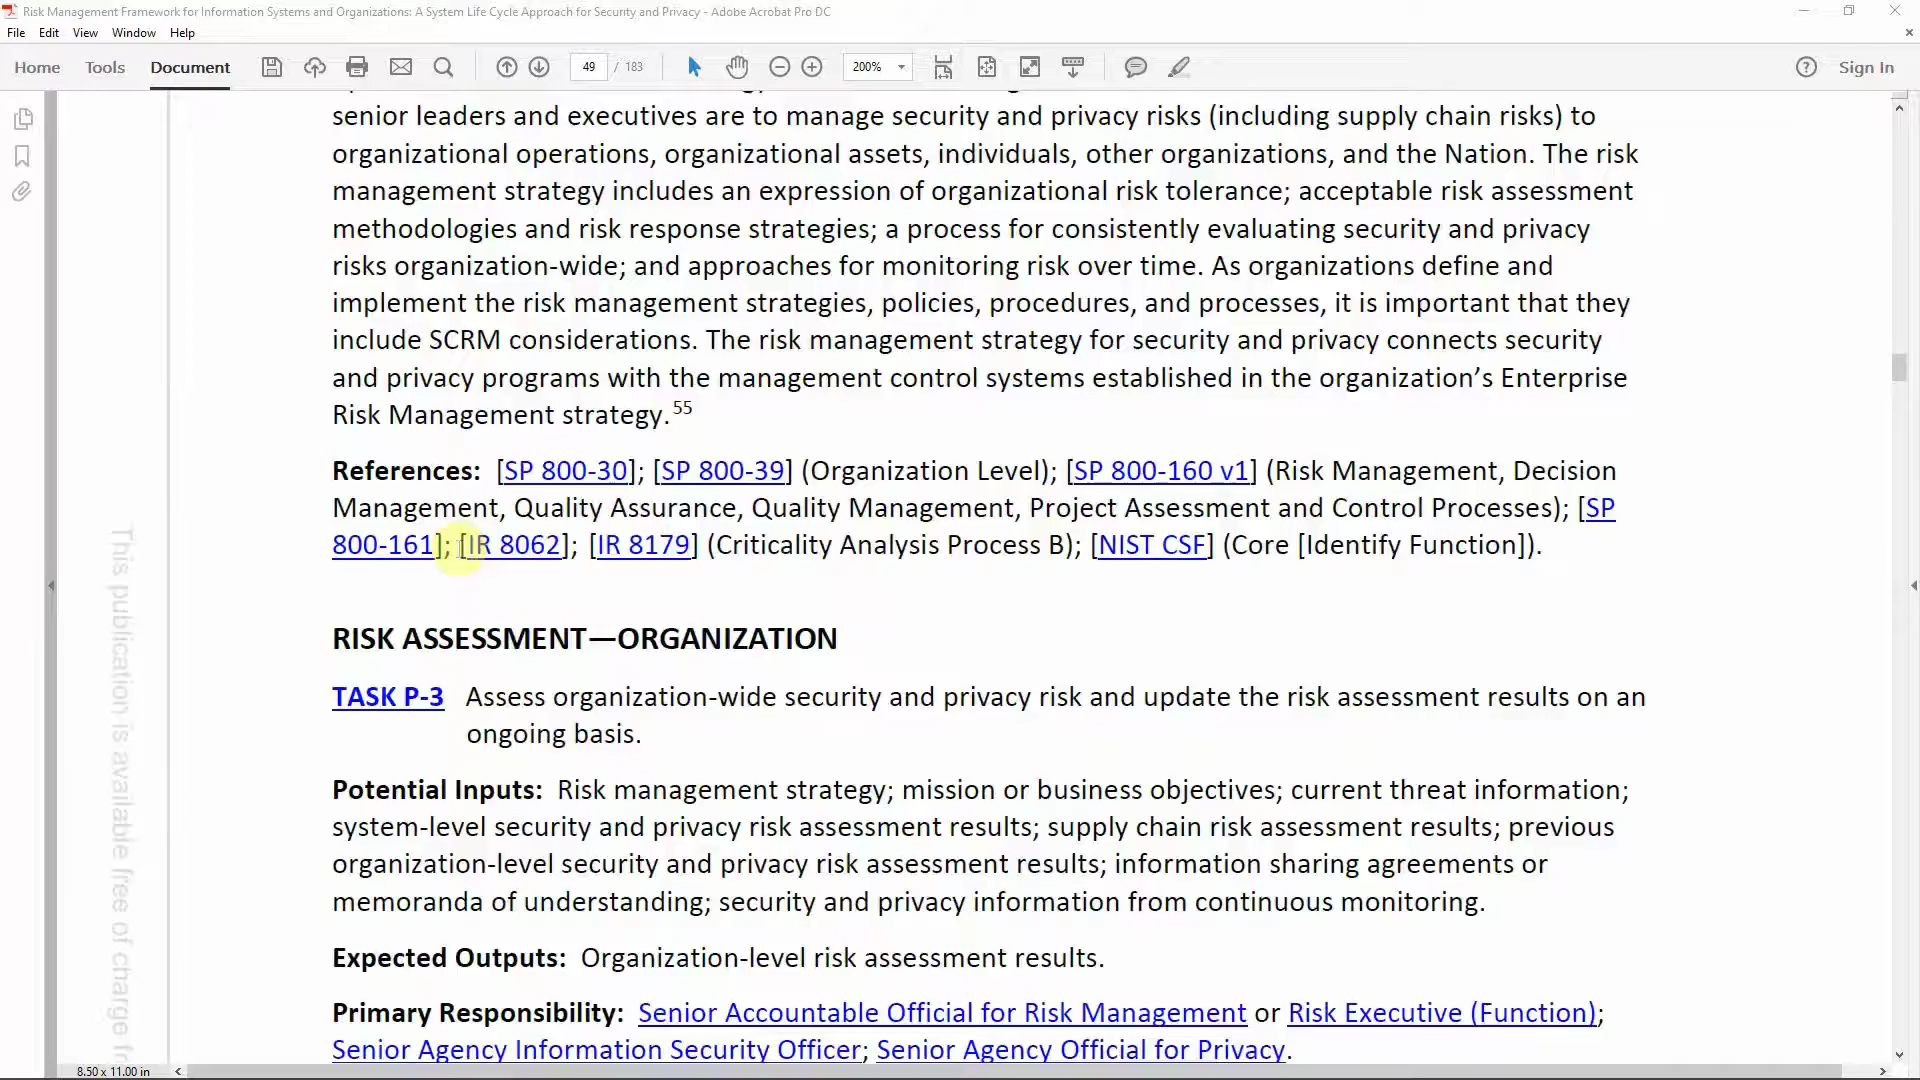 Risk Management Framework for Information Systems and Organizations: A System Life Cycle Approach for Security and Privacy - Adobe Acrobat Pro DC
File Edit View Window Help
Home Tools Document 49 / 183 200% Sign In
senior leaders and executives are to manage security and privacy risks (including supply chain risks) to
organizational operations, organizational assets, individuals, other organizations, and the Nation. The risk
management strategy includes an expression of organizational risk tolerance; acceptable risk assessment
methodologies and risk response strategies; a process for consistently evaluating security and privacy
risks organization-wide; and approaches for monitoring risk over time. As organizations define and
implement the risk management strategies, policies, procedures, and processes, it is important that they
include SCRM considerations. The risk management strategy for security and privacy connects security
and privacy programs with the management control systems established in the organization’s Enterprise
Risk Management strategy.55
References: [SP 800-30]; [SP 800-39] (Organization Level); [SP 800-160 v1] (Risk Management, Decision
Management, Quality Assurance, Quality Management, Project Assessment and Control Processes); [SP
800-161]; [IR 8062]; [IR 8179] (Criticality Analysis Process B); [NIST CSF] (Core [Identify Function]).
RISK ASSESSMENT—ORGANIZATION
TASK P-3 Assess organization-wide security and privacy risk and update the risk assessment results on an
ongoing basis.
Potential Inputs: Risk management strategy; mission or business objectives; current threat information;
system-level security and privacy risk assessment results; supply chain risk assessment results; previous
organization-level security and privacy risk assessment results; information sharing agreements or
memoranda of understanding; security and privacy information from continuous monitoring.
Expected Outputs: Organization-level risk assessment results.
Primary Responsibility: Senior Accountable Official for Risk Management or Risk Executive (Function);
Senior Agency Information Security Officer; Senior Agency Official for Privacy.
This publication is available free of charge
8.50 x 11.00 in